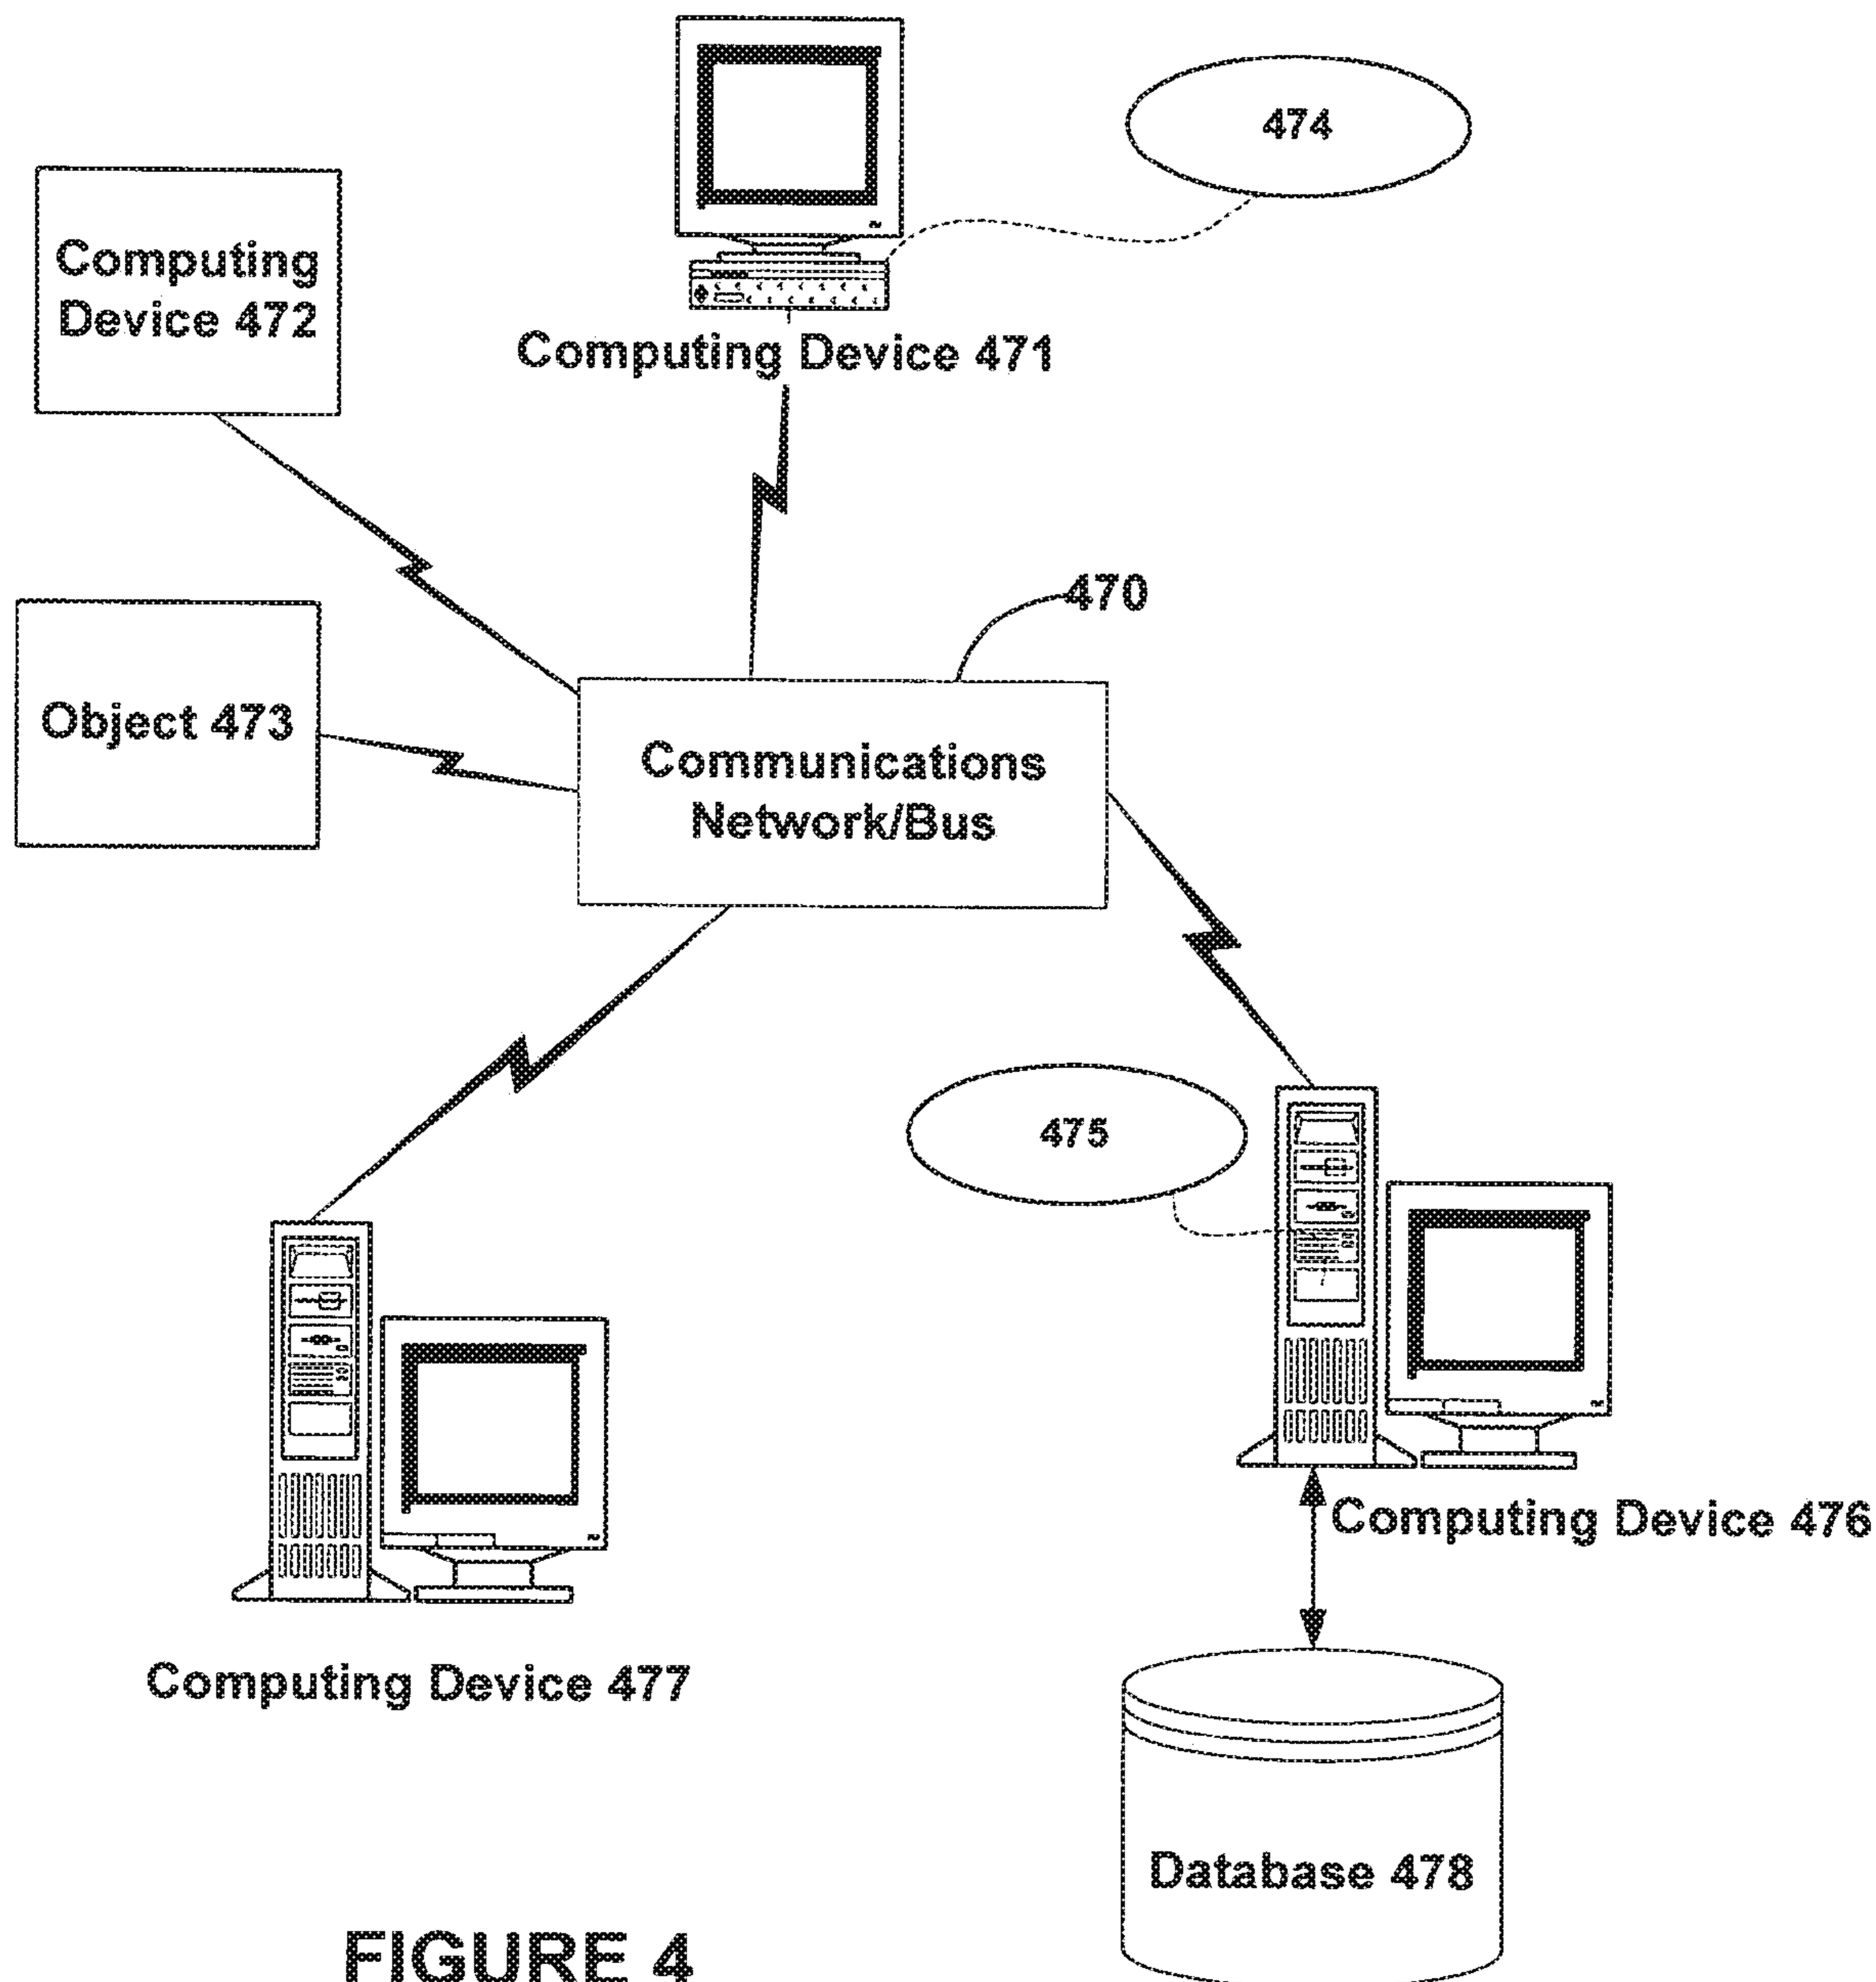 474
Computing
Device 472
Computing Device 471
470
Object 473
Communications
Network/Bus
475
Computing Device 476
Computing Device 477
Database 478
FIGURE 4